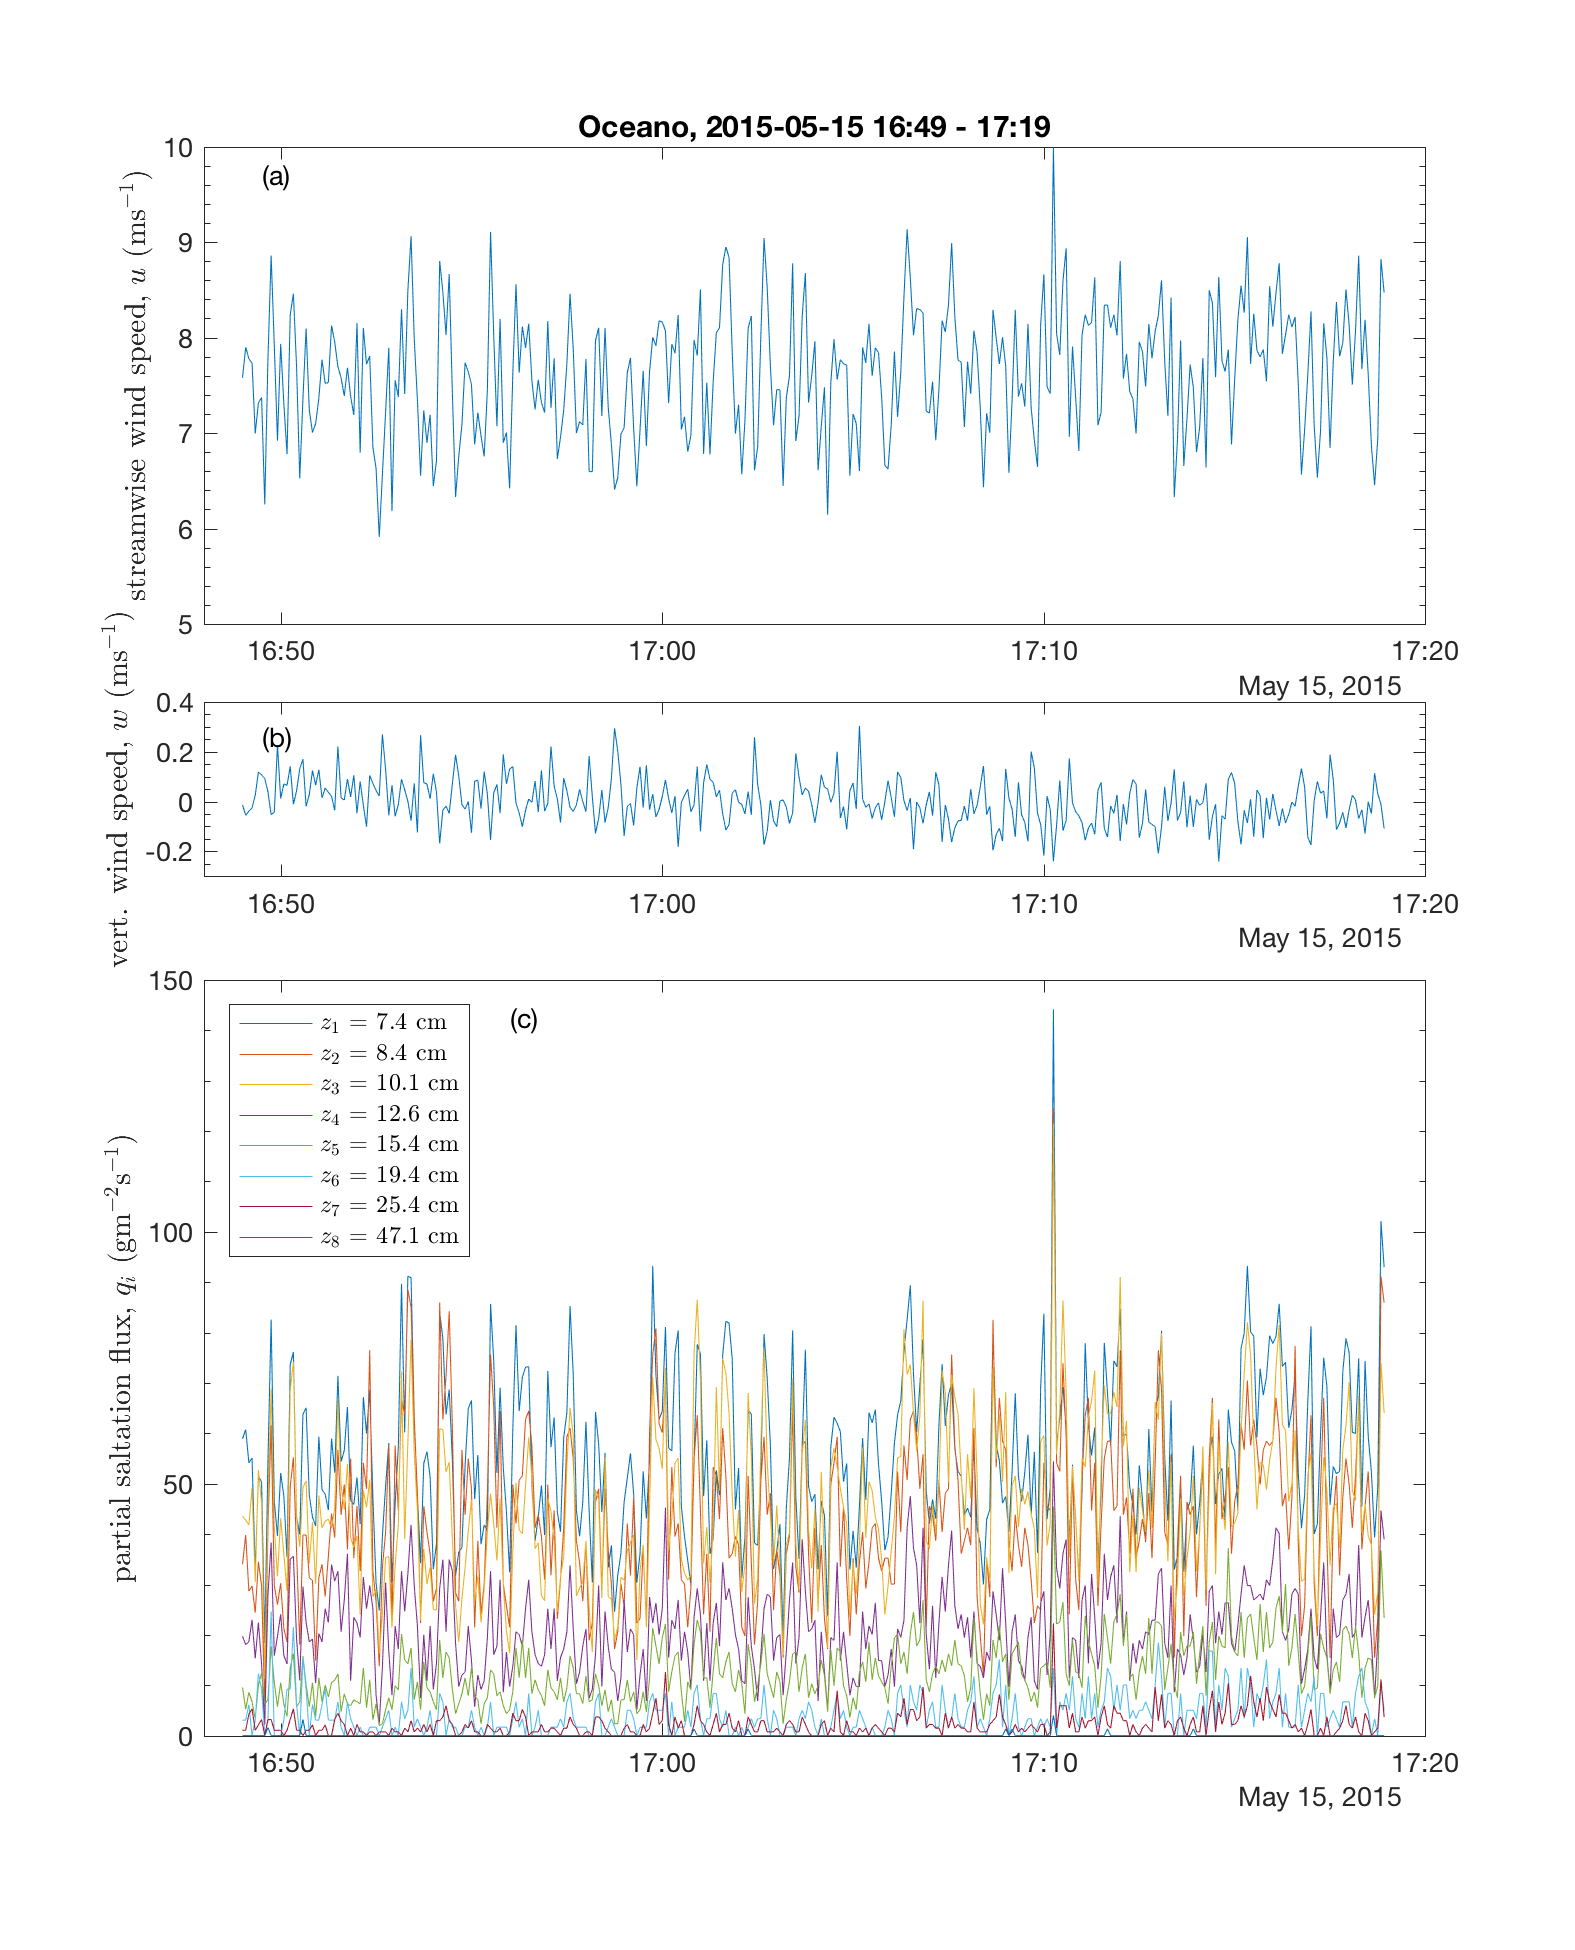 Oceano, 2015-05-15 16:49 - 17:19
(a)
streamwise wind speed, u (ms⁻¹)
10
9
8
7
6
5
16:50 17:00 17:10 17:20
May 15, 2015
(b)
vert. wind speed, w (ms⁻¹)
0.4
0.2
0
-0.2
16:50 17:00 17:10 17:20
May 15, 2015
(c)
partial saltation flux, qᵢ (gm⁻²s⁻¹)
150
100
50
0
z₁ = 7.4 cm
z₂ = 8.4 cm
z₃ = 10.1 cm
z₄ = 12.6 cm
z₅ = 15.4 cm
z₆ = 19.4 cm
z₇ = 25.4 cm
z₈ = 47.1 cm
16:50 17:00 17:10 17:20
May 15, 2015